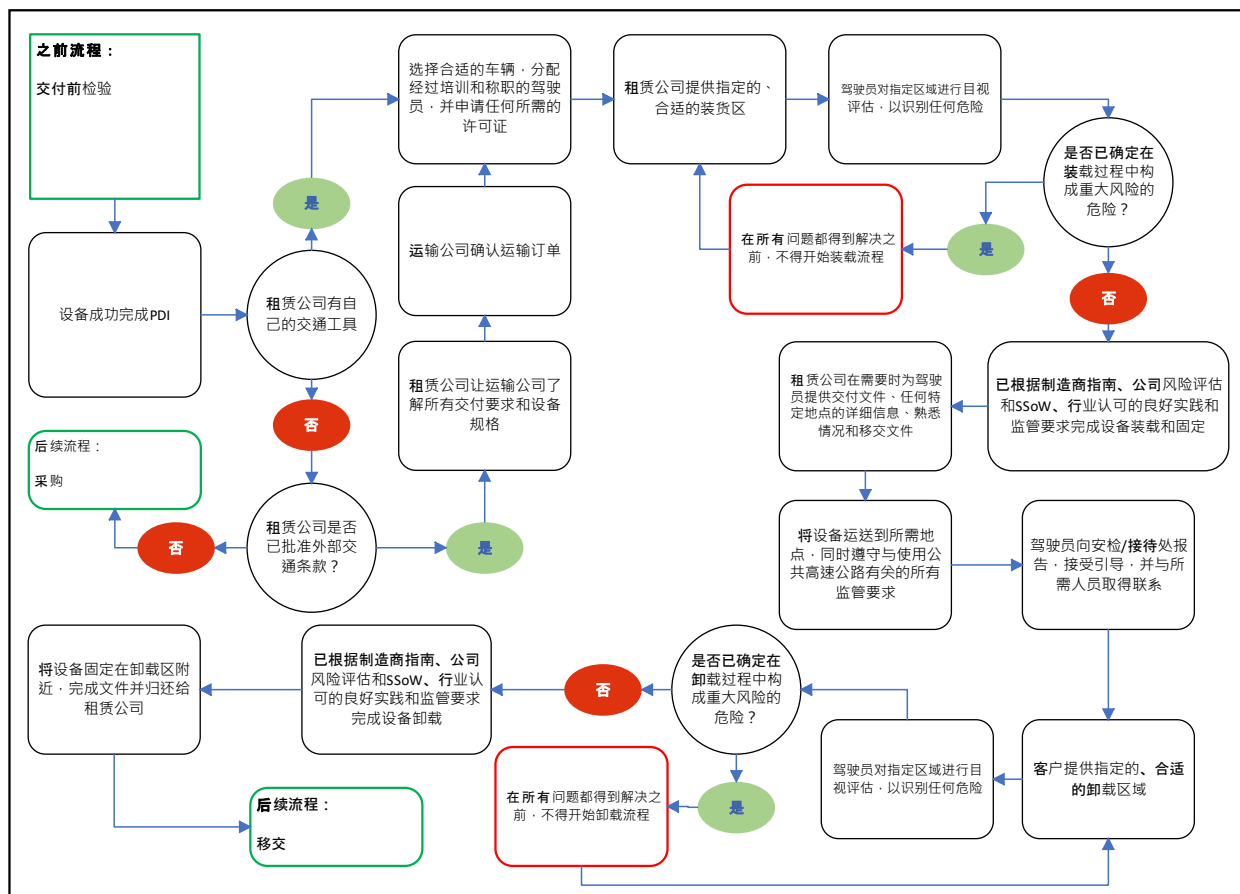 之前流程：
交付前检验
设备成功完成PDI
租赁公司有自
己的交通工具
是
否
选择合适的车辆，分配
经过培训和称职的驾驶
员，并申请任何所需的
许可证
运输公司确认运输订单
租赁公司让运输公司了
解所有交付要求和设备
规格
租赁公司是否
已批准外部交
通条款？
是
否
后续流程：
采购
租赁公司提供指定的、
合适的装货区
驾驶员对指定区域进行目视
评估，以识别任何危险
是否已确定在
装载过程中构
成重大风险的
危险？
是
在所有问题都得到解决之
前，不得开始装载流程
否
已根据制造商指南、公司风险评估
和SSoW、行业认可的良好实践和
监管要求完成设备装载和固定
租赁公司在需要时为驾驶
员提供交付文件、任何特
定地点的详细信息、熟悉
情况和移交文件
将设备运送到所需地
点，同时遵守与使用公
共高速公路有关的所有
监管要求
驾驶员向安检/接待处报
告，接受引导，并与所
需人员取得联系
客户提供指定的、合适
的卸载区域
驾驶员对指定区域进行目
视评估，以识别任何危险
是否已确定在
卸载过程中构
成重大风险的
危险？
是
在所有问题都得到解决之
前，不得开始卸载流程
否
已根据制造商指南、公司
风险评估和SSoW、行业认
可的良好实践和监管要求
完成设备卸载
将设备固定在卸载区附
近，完成文件并归还给
租赁公司
后续流程：
移交